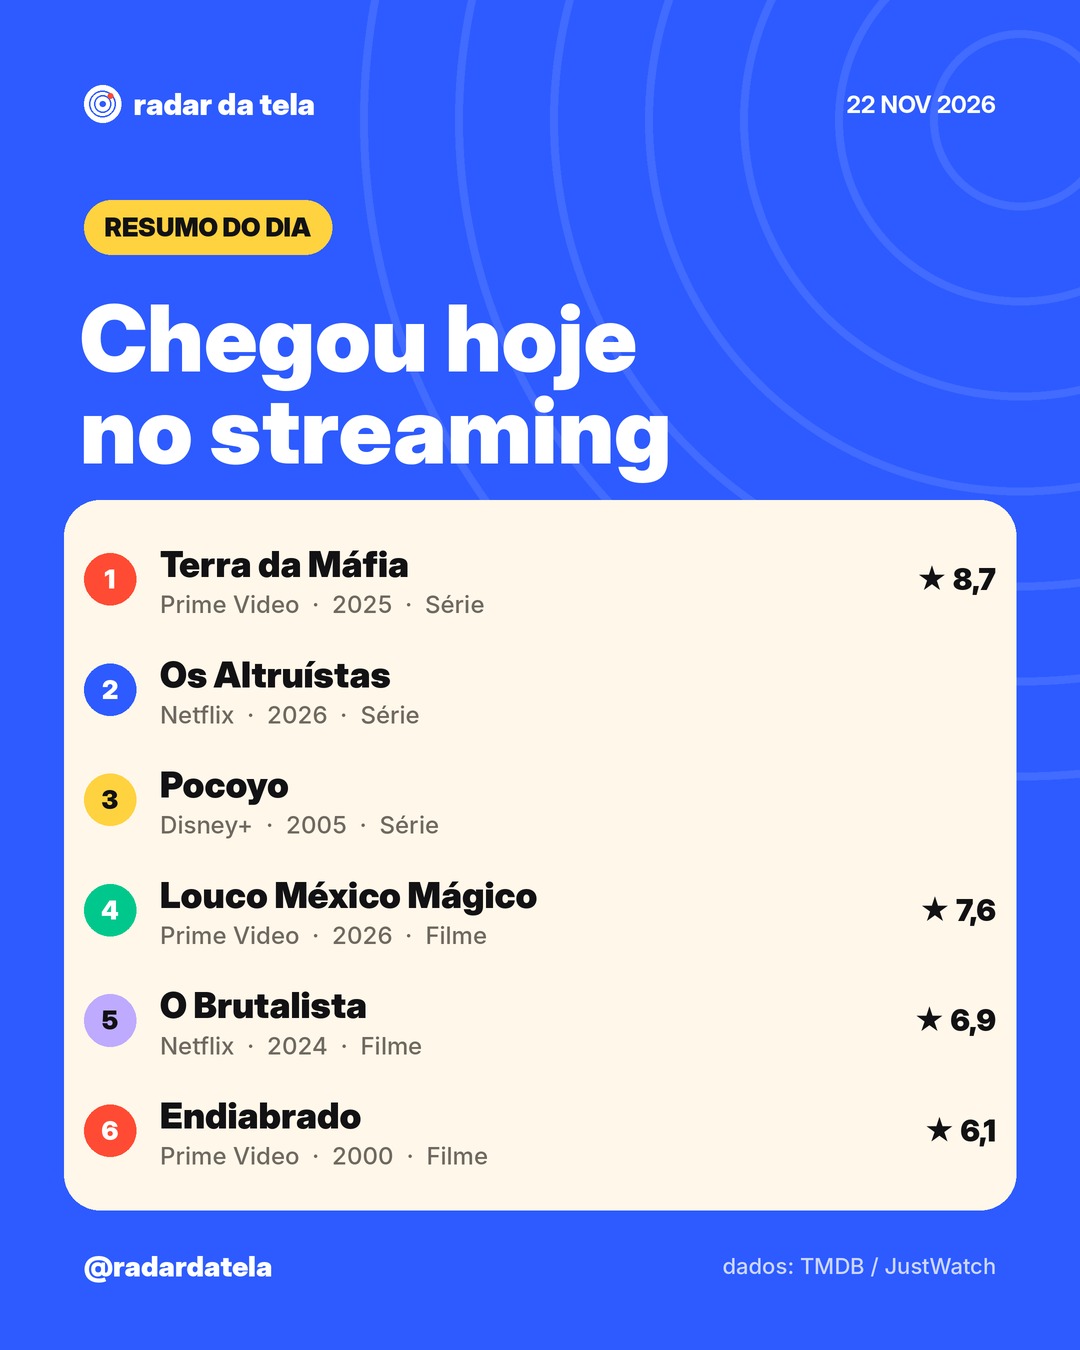 radar da tela
22 NOV 2026
RESUMO DO DIA
Chegou hoje
no streaming
1
Terra da Máfia
★ 8,7
Prime Video · 2025 · Série
2
Os Altruístas
Netflix · 2026 · Série
3
Pocoyo
Disney+ · 2005 · Série
4
Louco México Mágico
★ 7,6
Prime Video · 2026 · Filme
5
O Brutalista
★ 6,9
Netflix · 2024 · Filme
6
Endiabrado
★ 6,1
Prime Video · 2000 · Filme
@radardatela
dados: TMDB / JustWatch